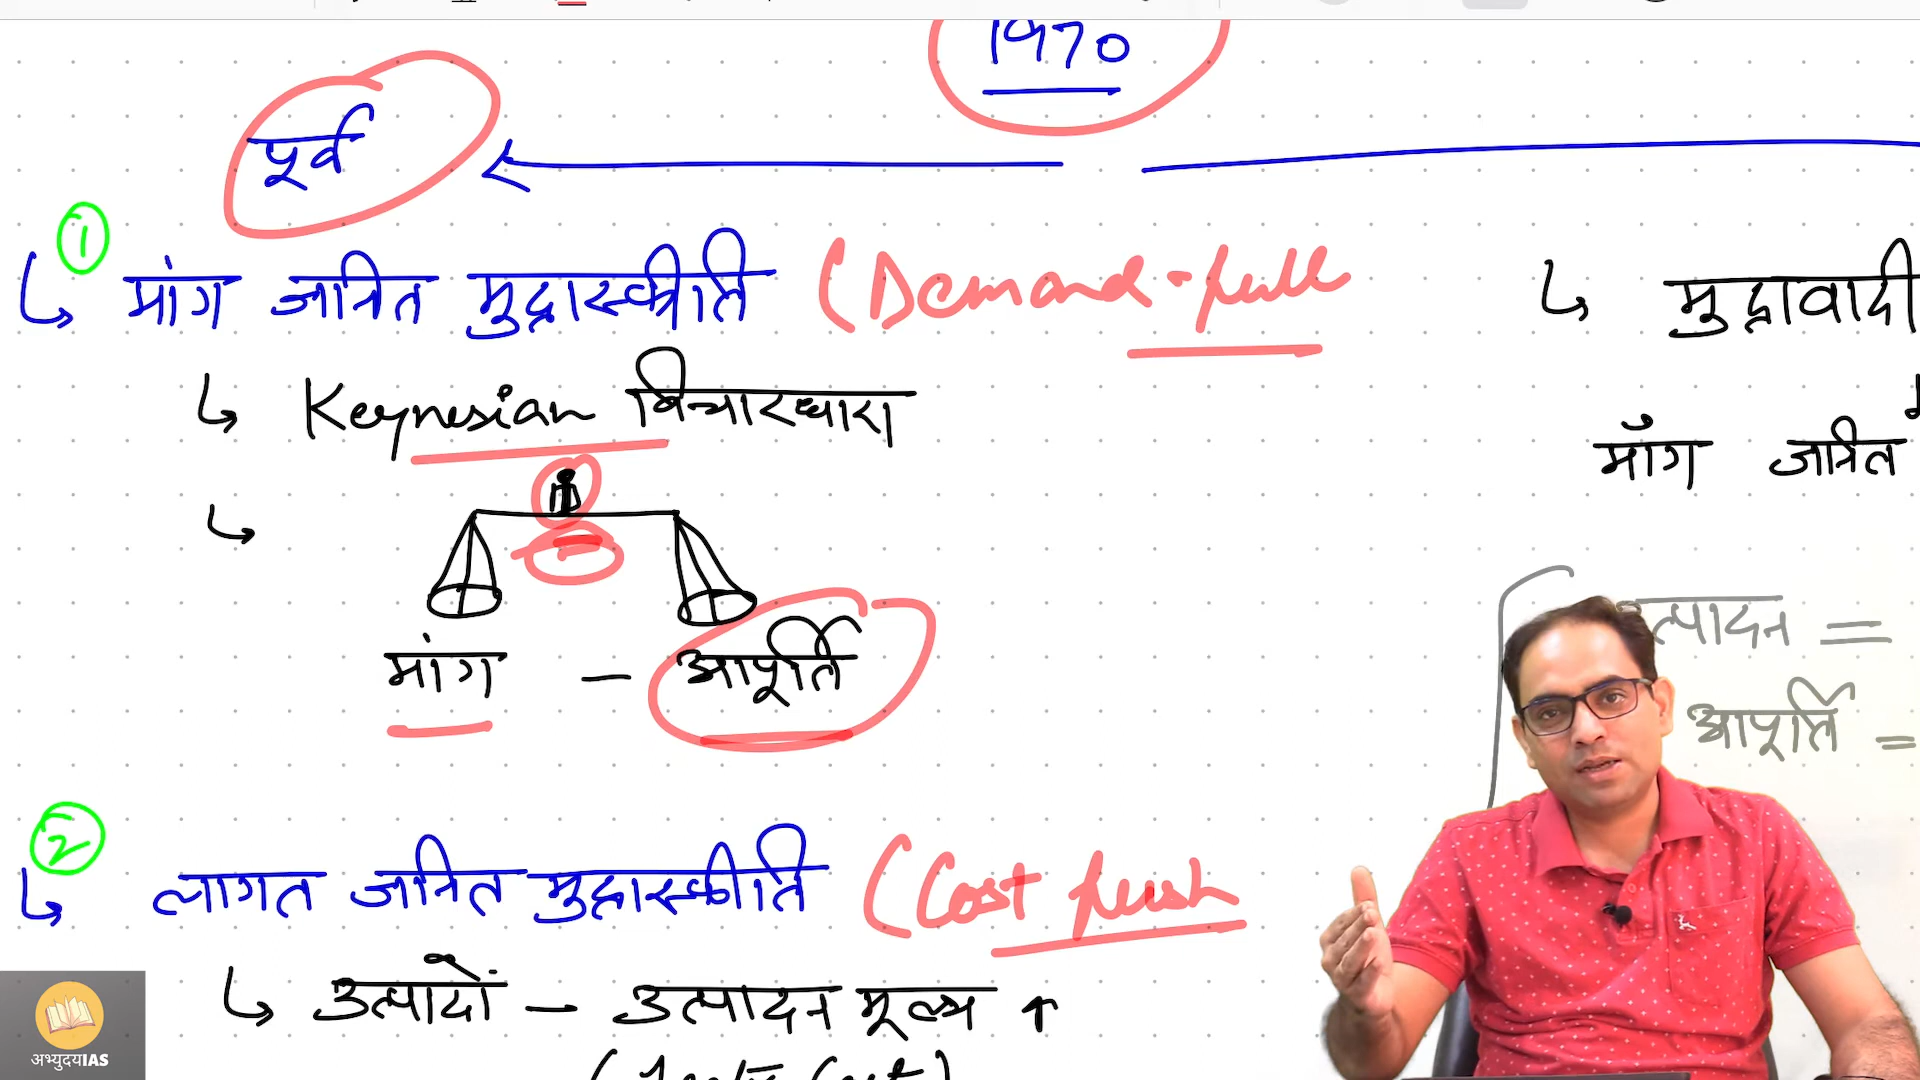 1970
पूर्व
① मांग जनित मुद्रास्फीति (Demand-pull
मुद्रावादी
Keynesian विचारधारा
माँग जनित
उत्पादन =
मांग – आपूर्ति
आपूर्ति =
② लागत जनित मुद्रास्फीति (Cost push
उत्पादों – उत्पादन मूल्य ↑
अभ्युदयIAS